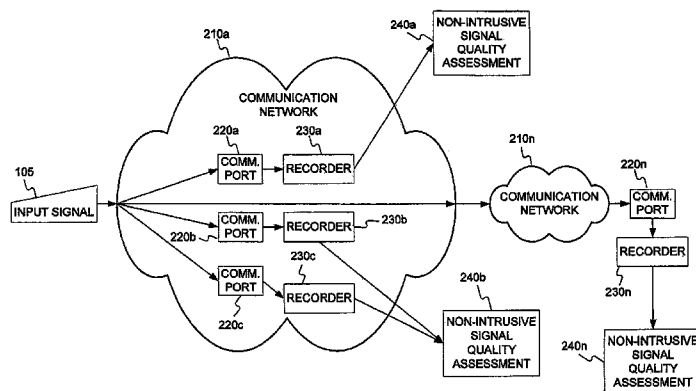 240a
NON-INTRUSIVE
SIGNAL
QUALITY
ASSESSMENT
210a
COMMUNICATION
NETWORK
220a
230a
COMM.
PORT
RECORDER
210n
220n
105
INPUT SIGNAL
COMMUNICATION
NETWORK
COMM.
PORT
COMM.
PORT
RECORDER
230b
220b
230c
RECORDER
230n
COMM.
PORT
RECORDER
220c
240b
NON-INTRUSIVE
SIGNAL
QUALITY
ASSESSMENT
240n
NON-INTRUSIVE
SIGNAL
QUALITY
ASSESSMENT